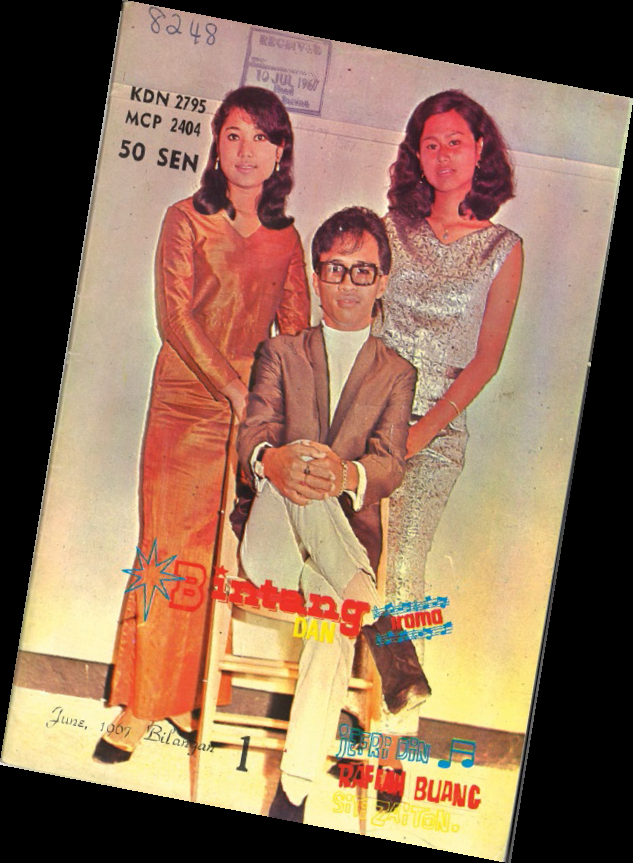 8248
RECEIVED
10 JUL 1967
KDN 2795
MCP 2404
50 SEN
Bintang
DAN
irama
June, 1967 Bilangan 1
JEFRI DIN
RAFEAH BUANG
SITI ZAITON.